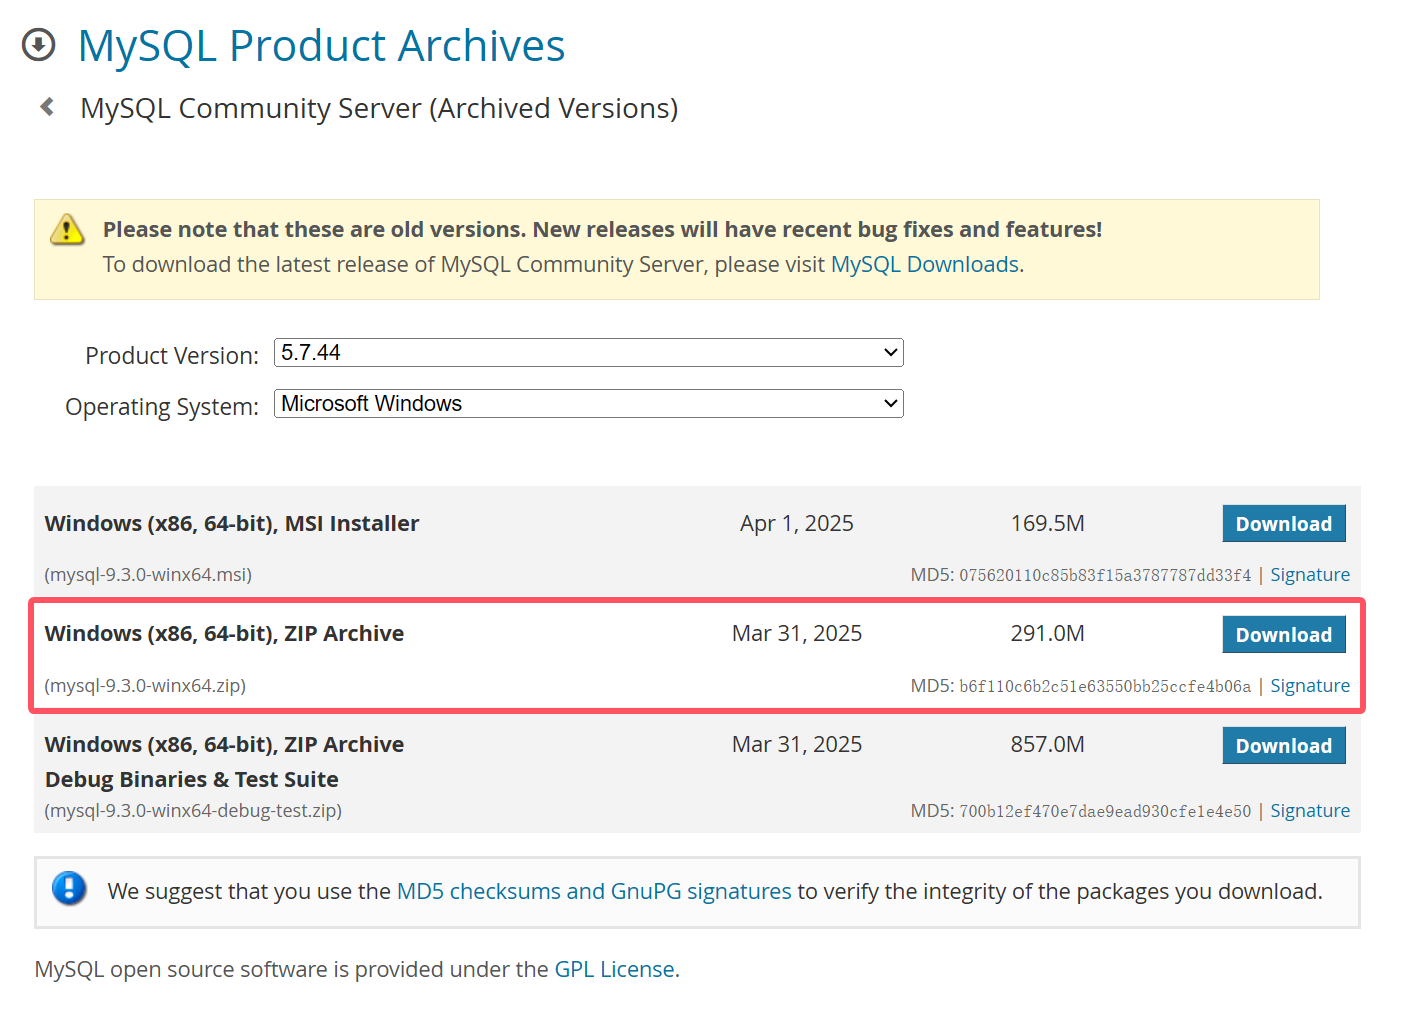 MySQL Product Archives
MySQL Community Server (Archived Versions)
Please note that these are old versions. New releases will have recent bug fixes and features!
To download the latest release of MySQL Community Server, please visit MySQL Downloads.
Product Version: 5.7.44
Operating System: Microsoft Windows
Windows (x86, 64-bit), MSI Installer Apr 1, 2025 169.5M Download
(mysql-9.3.0-winx64.msi) MD5: 075620110c85b83f15a3787787dd33f4 | Signature
Windows (x86, 64-bit), ZIP Archive Mar 31, 2025 291.0M Download
(mysql-9.3.0-winx64.zip) MD5: b6f110c6b2c51e63550bb25ccfe4b06a | Signature
Windows (x86, 64-bit), ZIP Archive Mar 31, 2025 857.0M Download
Debug Binaries & Test Suite
(mysql-9.3.0-winx64-debug-test.zip) MD5: 700b12ef470e7dae9ead930cfe1e4e50 | Signature
We suggest that you use the MD5 checksums and GnuPG signatures to verify the integrity of the packages you download.
MySQL open source software is provided under the GPL License.